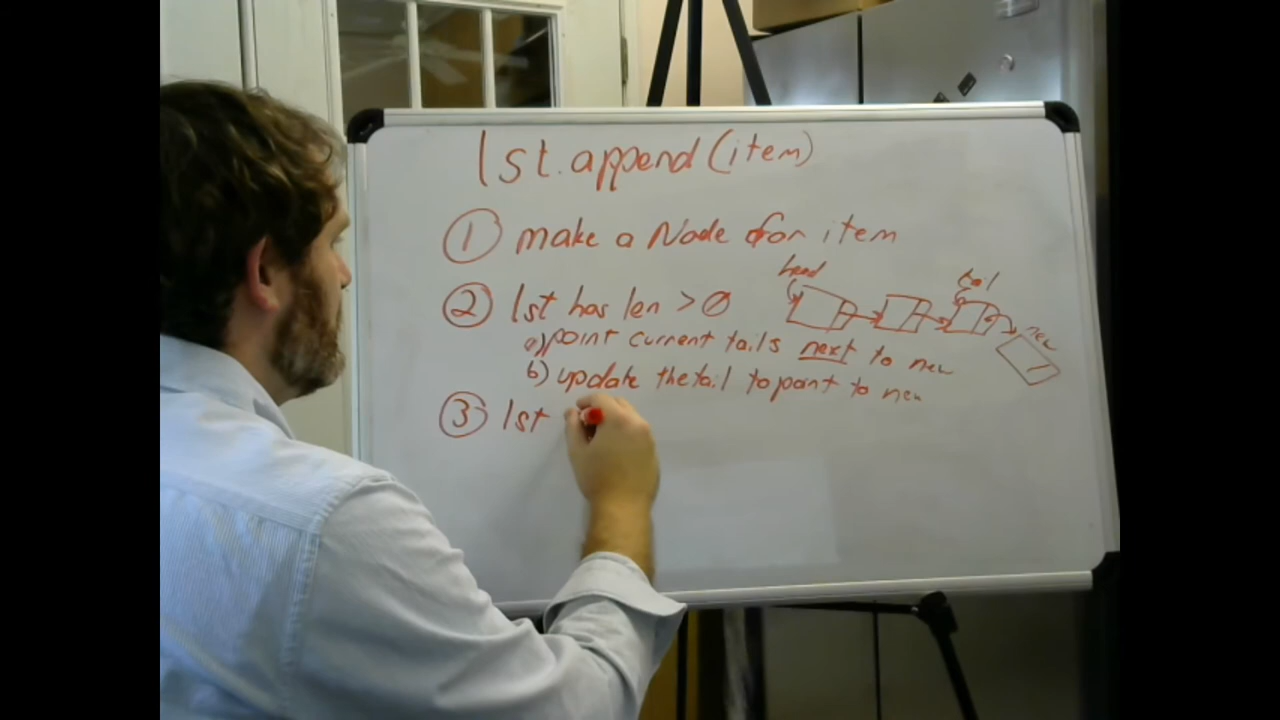 lst.append(item)
① make a Node for item
head
tail
② lst has len > 0
new
a) point current tails next to new
b) update the tail to point to new
③ lst